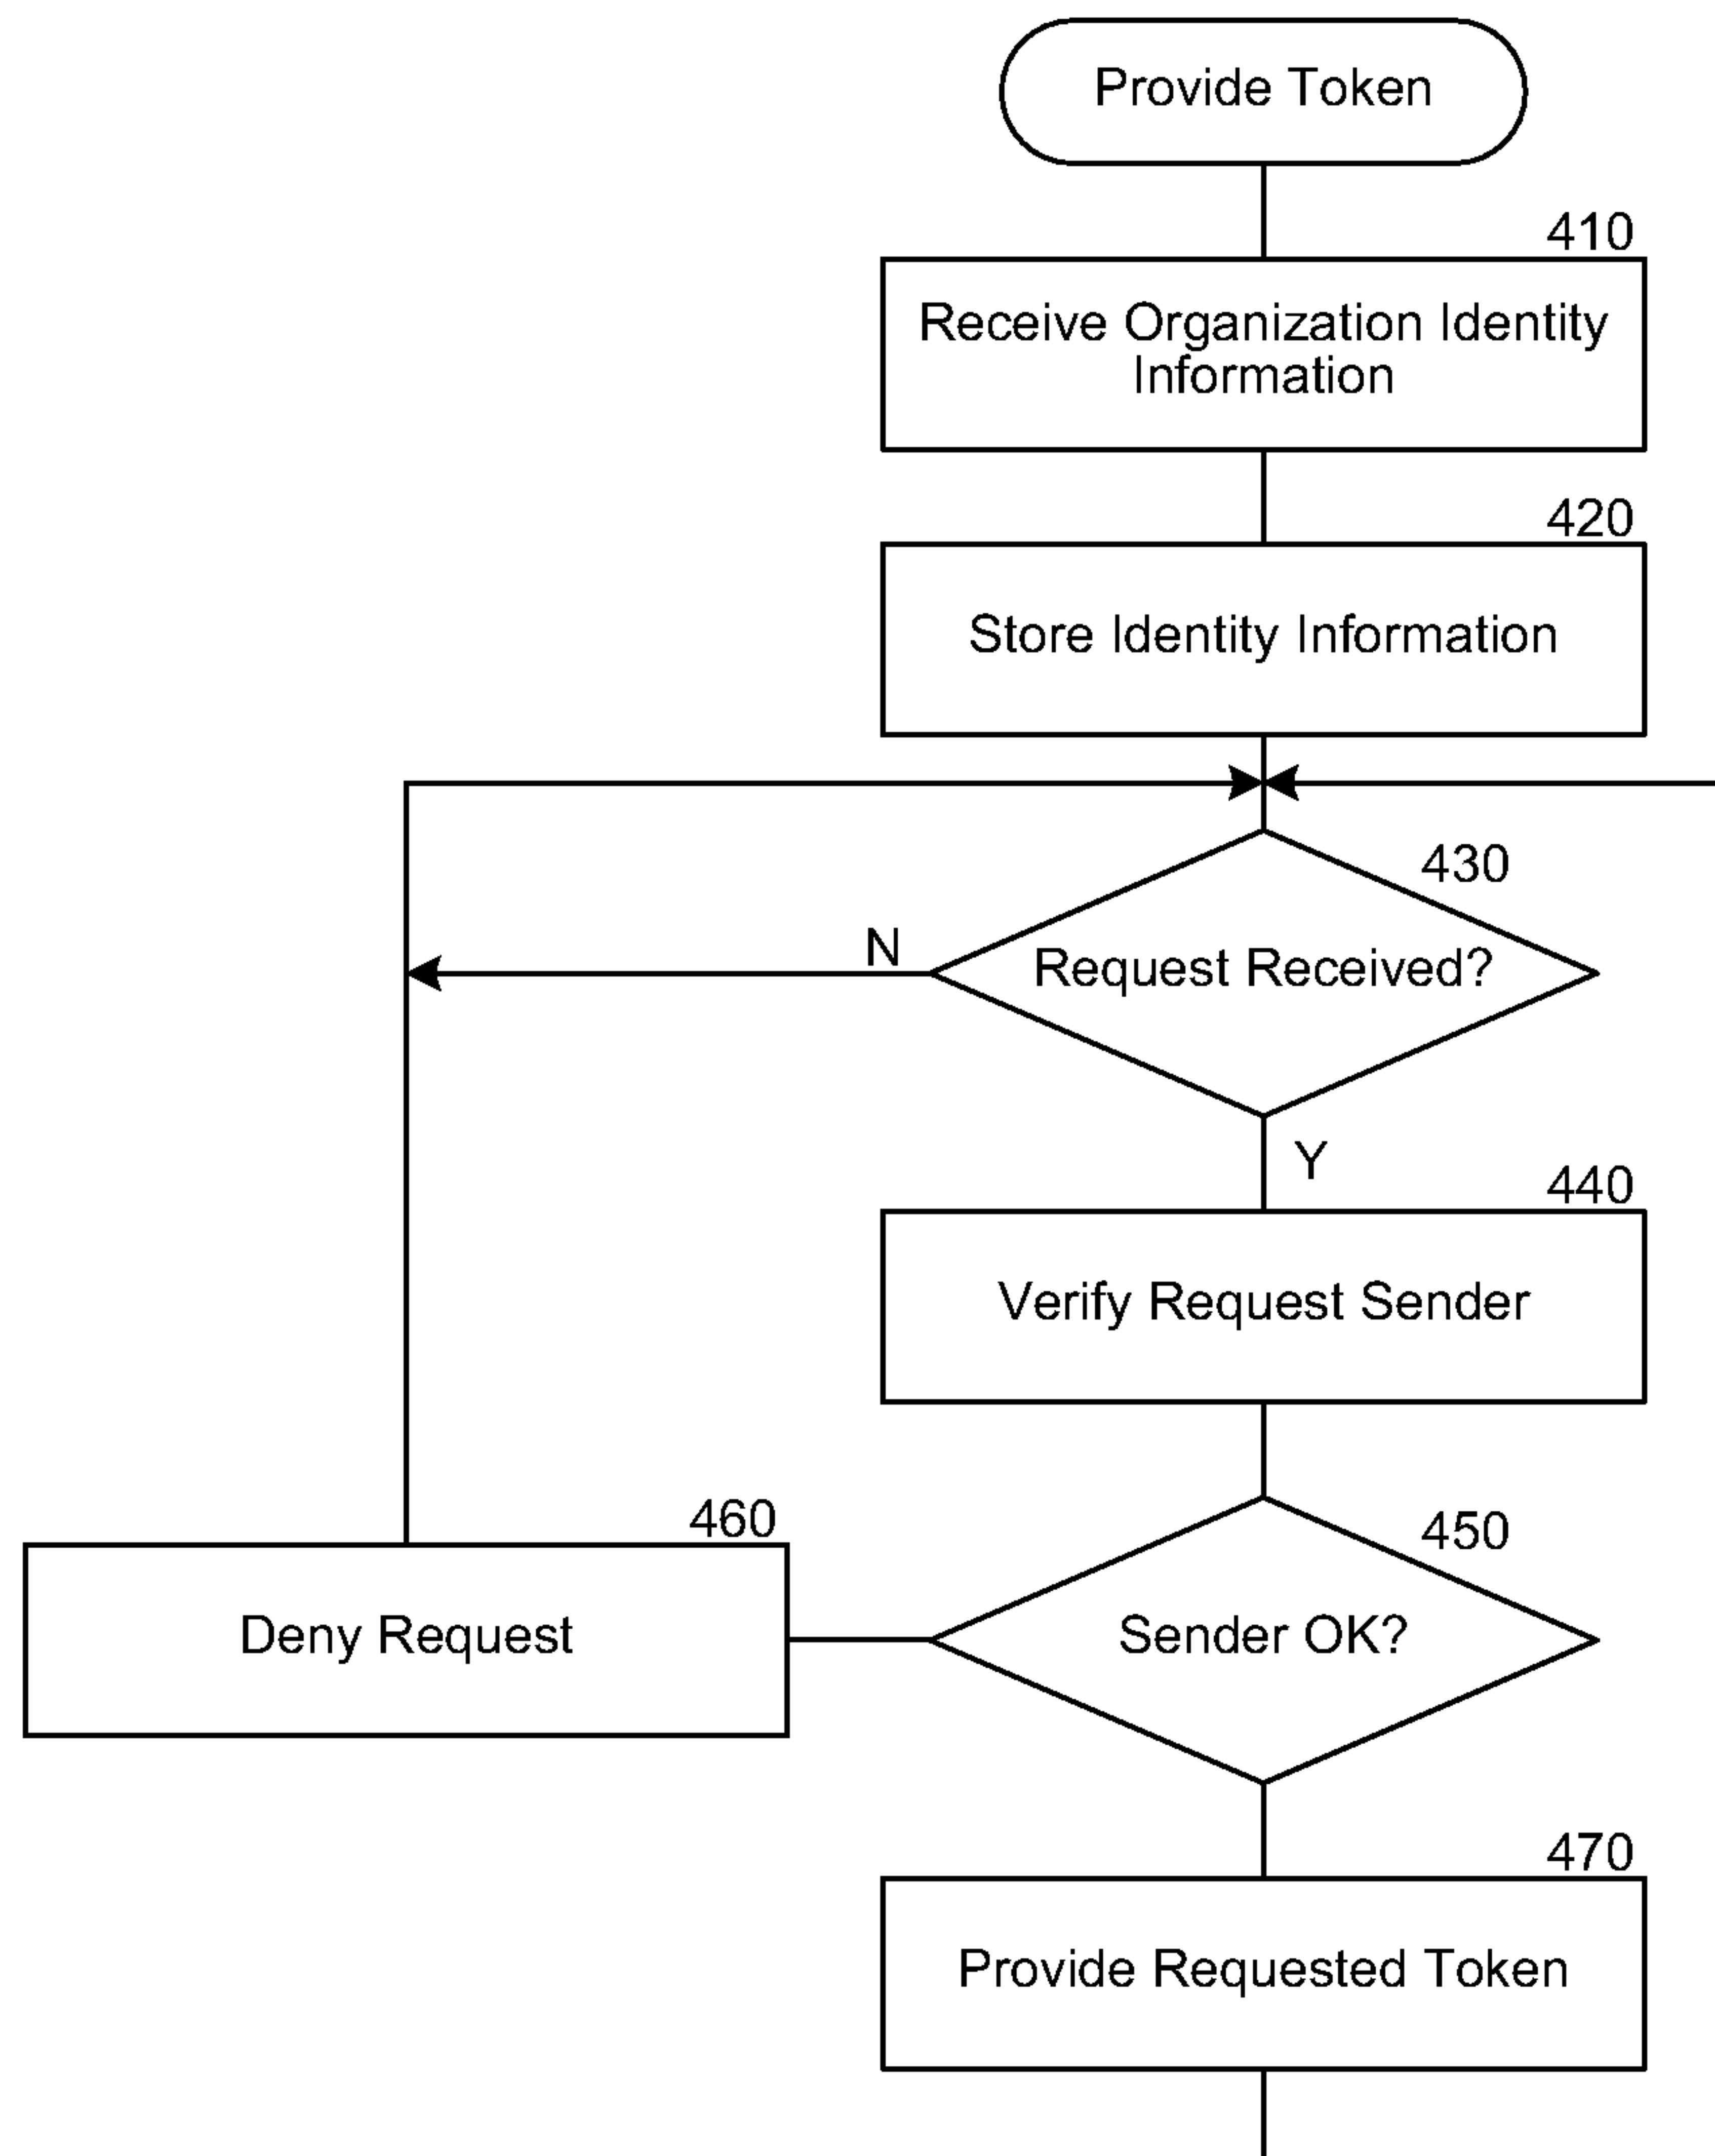 Provide Token
410
Receive Organization Identity
Information
420
Store Identity Information
430
N
Request Received?
Y
440
Verify Request Sender
460
450
Deny Request
Sender OK?
470
Provide Requested Token